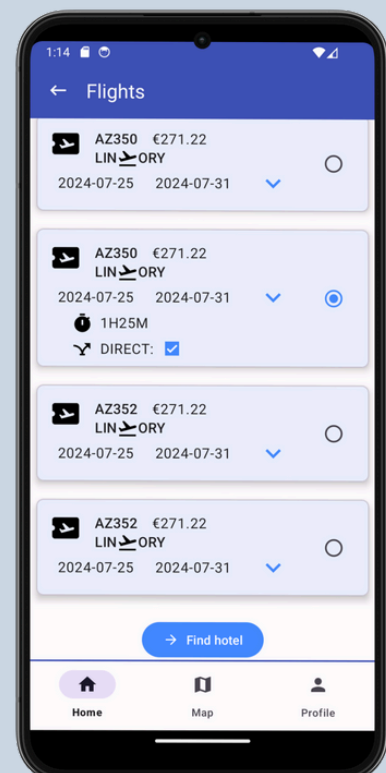 1:14
Flights
AZ350 €271.22
LIN ORY
2024-07-25 2024-07-31
AZ350 €271.22
LIN ORY
2024-07-25 2024-07-31
1H25M
DIRECT:
AZ352 €271.22
LIN ORY
2024-07-25 2024-07-31
AZ352 €271.22
LIN ORY
2024-07-25 2024-07-31
Find hotel
Home Map Profile